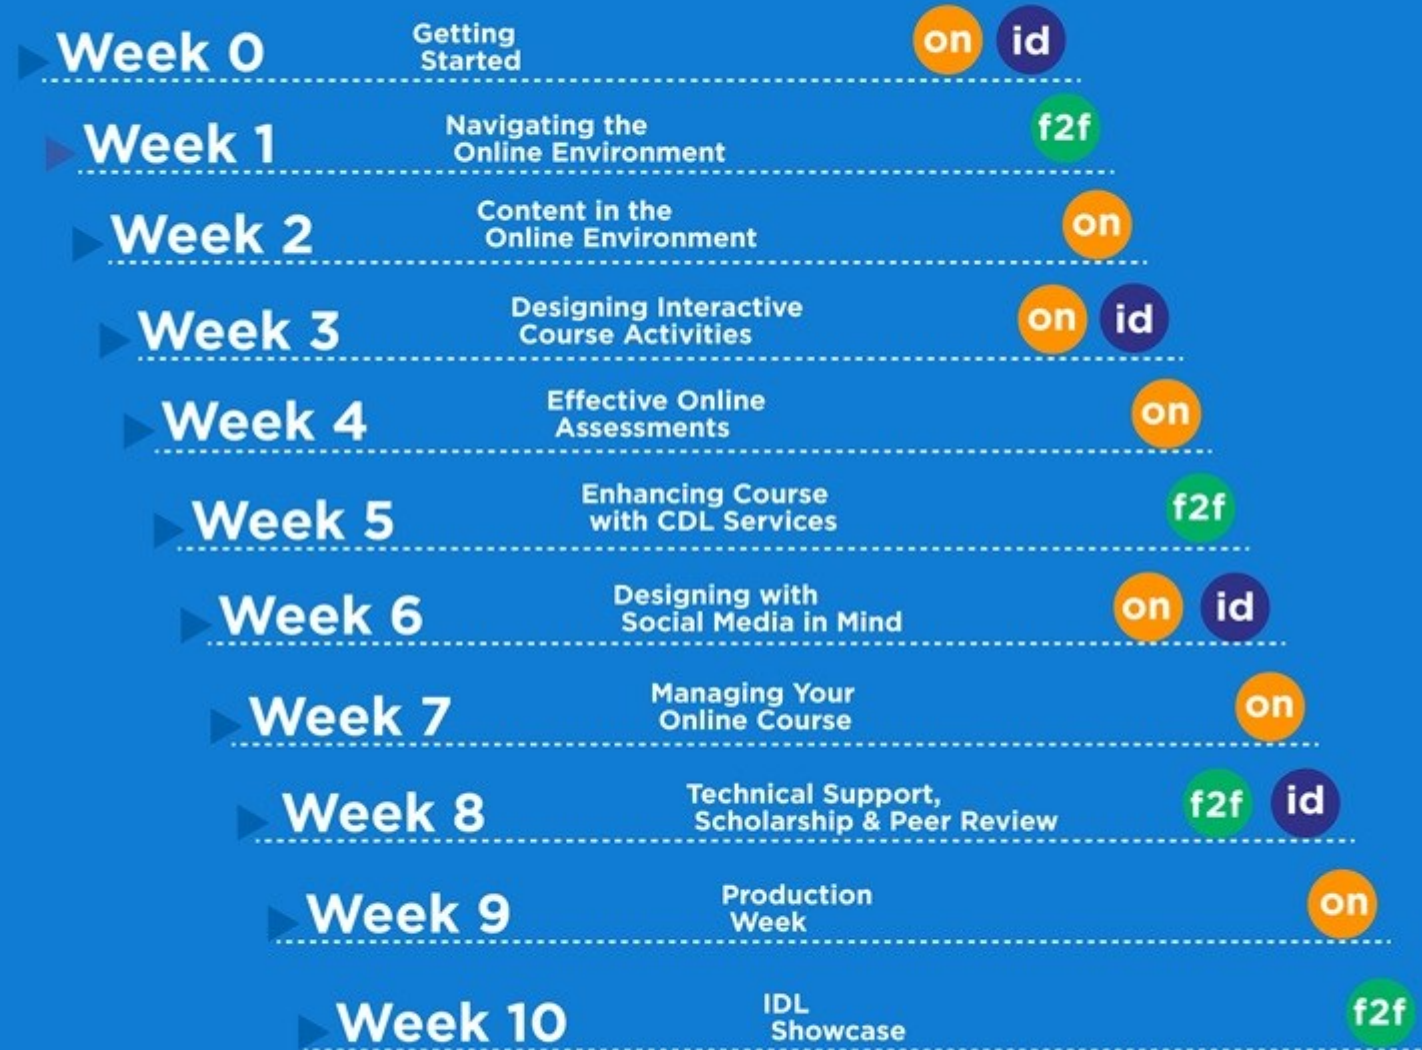 Week 0
Getting
Started
on id
Week 1
Navigating the
Online Environment
f2f
Week 2
Content in the
Online Environment
on
Week 3
Designing Interactive
Course Activities
on id
Week 4
Effective Online
Assessments
on
Week 5
Enhancing Course
with CDL Services
f2f
Week 6
Designing with
Social Media in Mind
on id
Week 7
Managing Your
Online Course
on
Week 8
Technical Support,
Scholarship & Peer Review
f2f id
Week 9
Production
Week
on
Week 10
IDL
Showcase
f2f